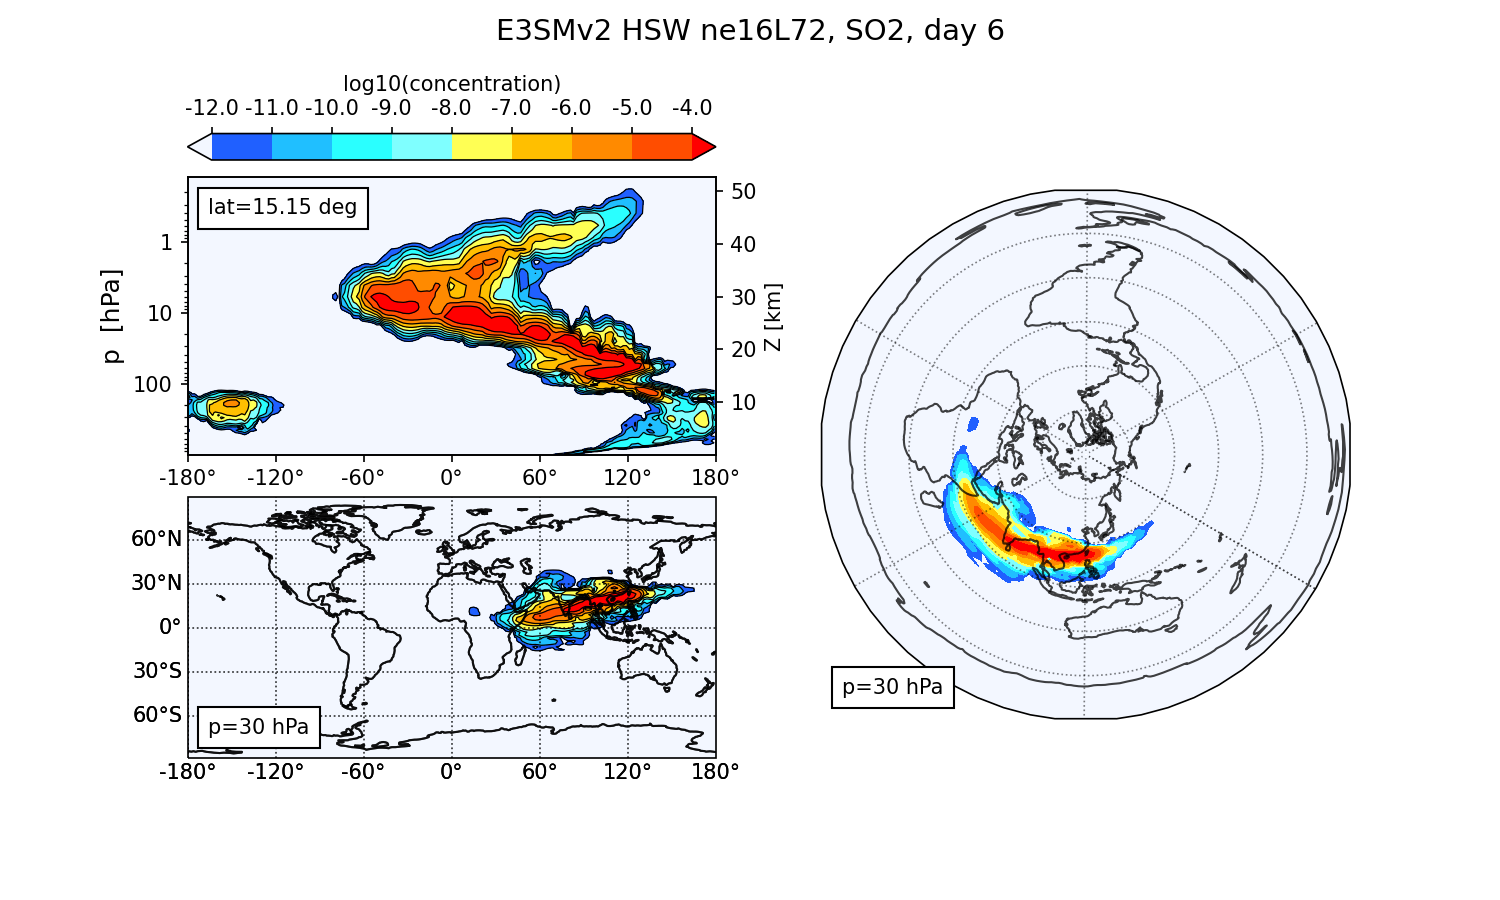 E3SMv2 HSW ne16L72, SO2, day 6
log10(concentration)
-12.0 -11.0 -10.0 -9.0 -8.0 -7.0 -6.0 -5.0 -4.0
lat=15.15 deg
p [hPa]
1
10
100
50
40
30
20
10
Z [km]
-180° -120° -60° 0° 60° 120° 180°
60°N
30°N
0°
30°S
60°S
p=30 hPa
-180° -120° -60° 0° 60° 120° 180°
p=30 hPa